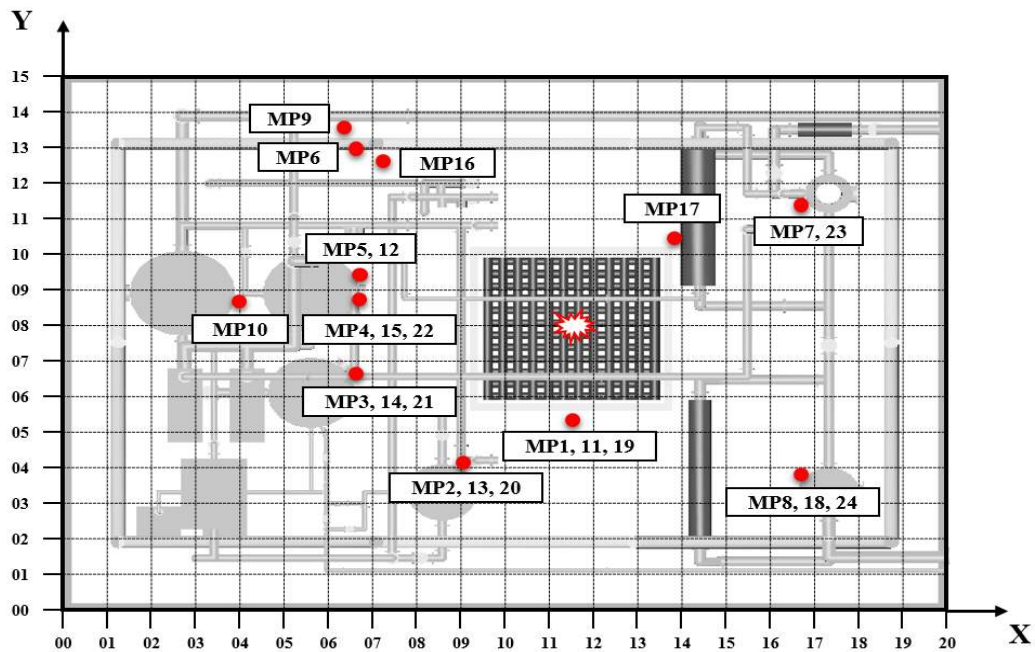 Y
15
14
MP9
13
MP6
MP16
12
MP17
11
MP7, 23
10
MP5, 12
09
MP10
MP4, 15, 22
08
07
MP3, 14, 21
06
05
MP1, 11, 19
04
MP2, 13, 20
MP8, 18, 24
03
02
01
00
00 01 02 03 04 05 06 07 08 09 10 11 12 13 14 15 16 17 18 19 20
X